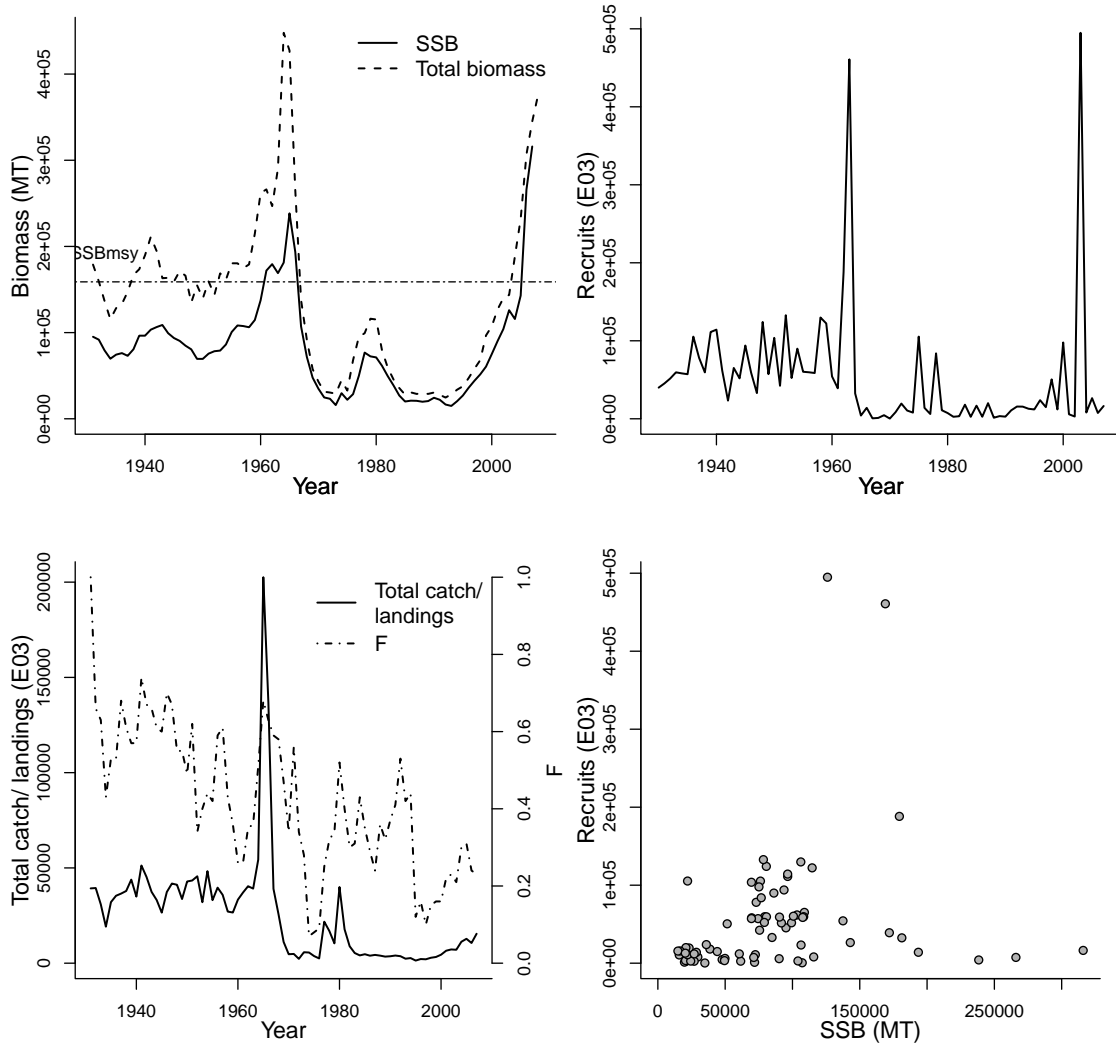 SSB
Total biomass
SSBmsy
Biomass (MT)
0e+00
1e+05
2e+05
3e+05
4e+05
1940
1960
1980
2000
Year
Recruits (E03)
0e+00
1e+05
2e+05
3e+05
4e+05
5e+05
1940
1960
1980
2000
Year
Total catch/
landings
F
Total catch/ landings (E03)
0
50000
100000
150000
200000
0.0
0.2
0.4
0.6
0.8
1.0
F
1940
1960
1980
2000
Year
Recruits (E03)
0e+00
1e+05
2e+05
3e+05
4e+05
5e+05
0
50000
150000
250000
SSB (MT)